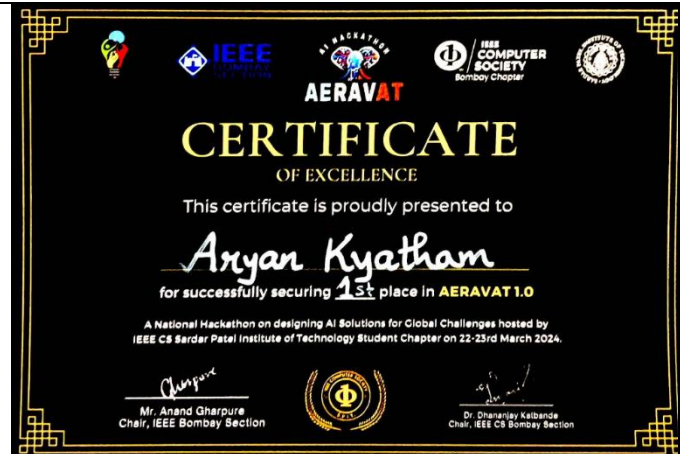 AI HACKATHON
AERAVAT
IEEE
BOMBAY
SECTION
IEEE
COMPUTER
SOCIETY
Bombay Chapter
CERTIFICATE
OF EXCELLENCE
This certificate is proudly presented to
Aryan Kyatham
for successfully securing 1st place in AERAVAT 1.0
A National Hackathon on designing AI Solutions for Global Challenges hosted by
IEEE CS Sardar Patel Institute of Technology Student Chapter on 22-23rd March 2024.
Gharpure
Mr. Anand Gharpure
Chair, IEEE Bombay Section
Dr. Dhananjay Kalbande
Chair, IEEE CS Bombay Section